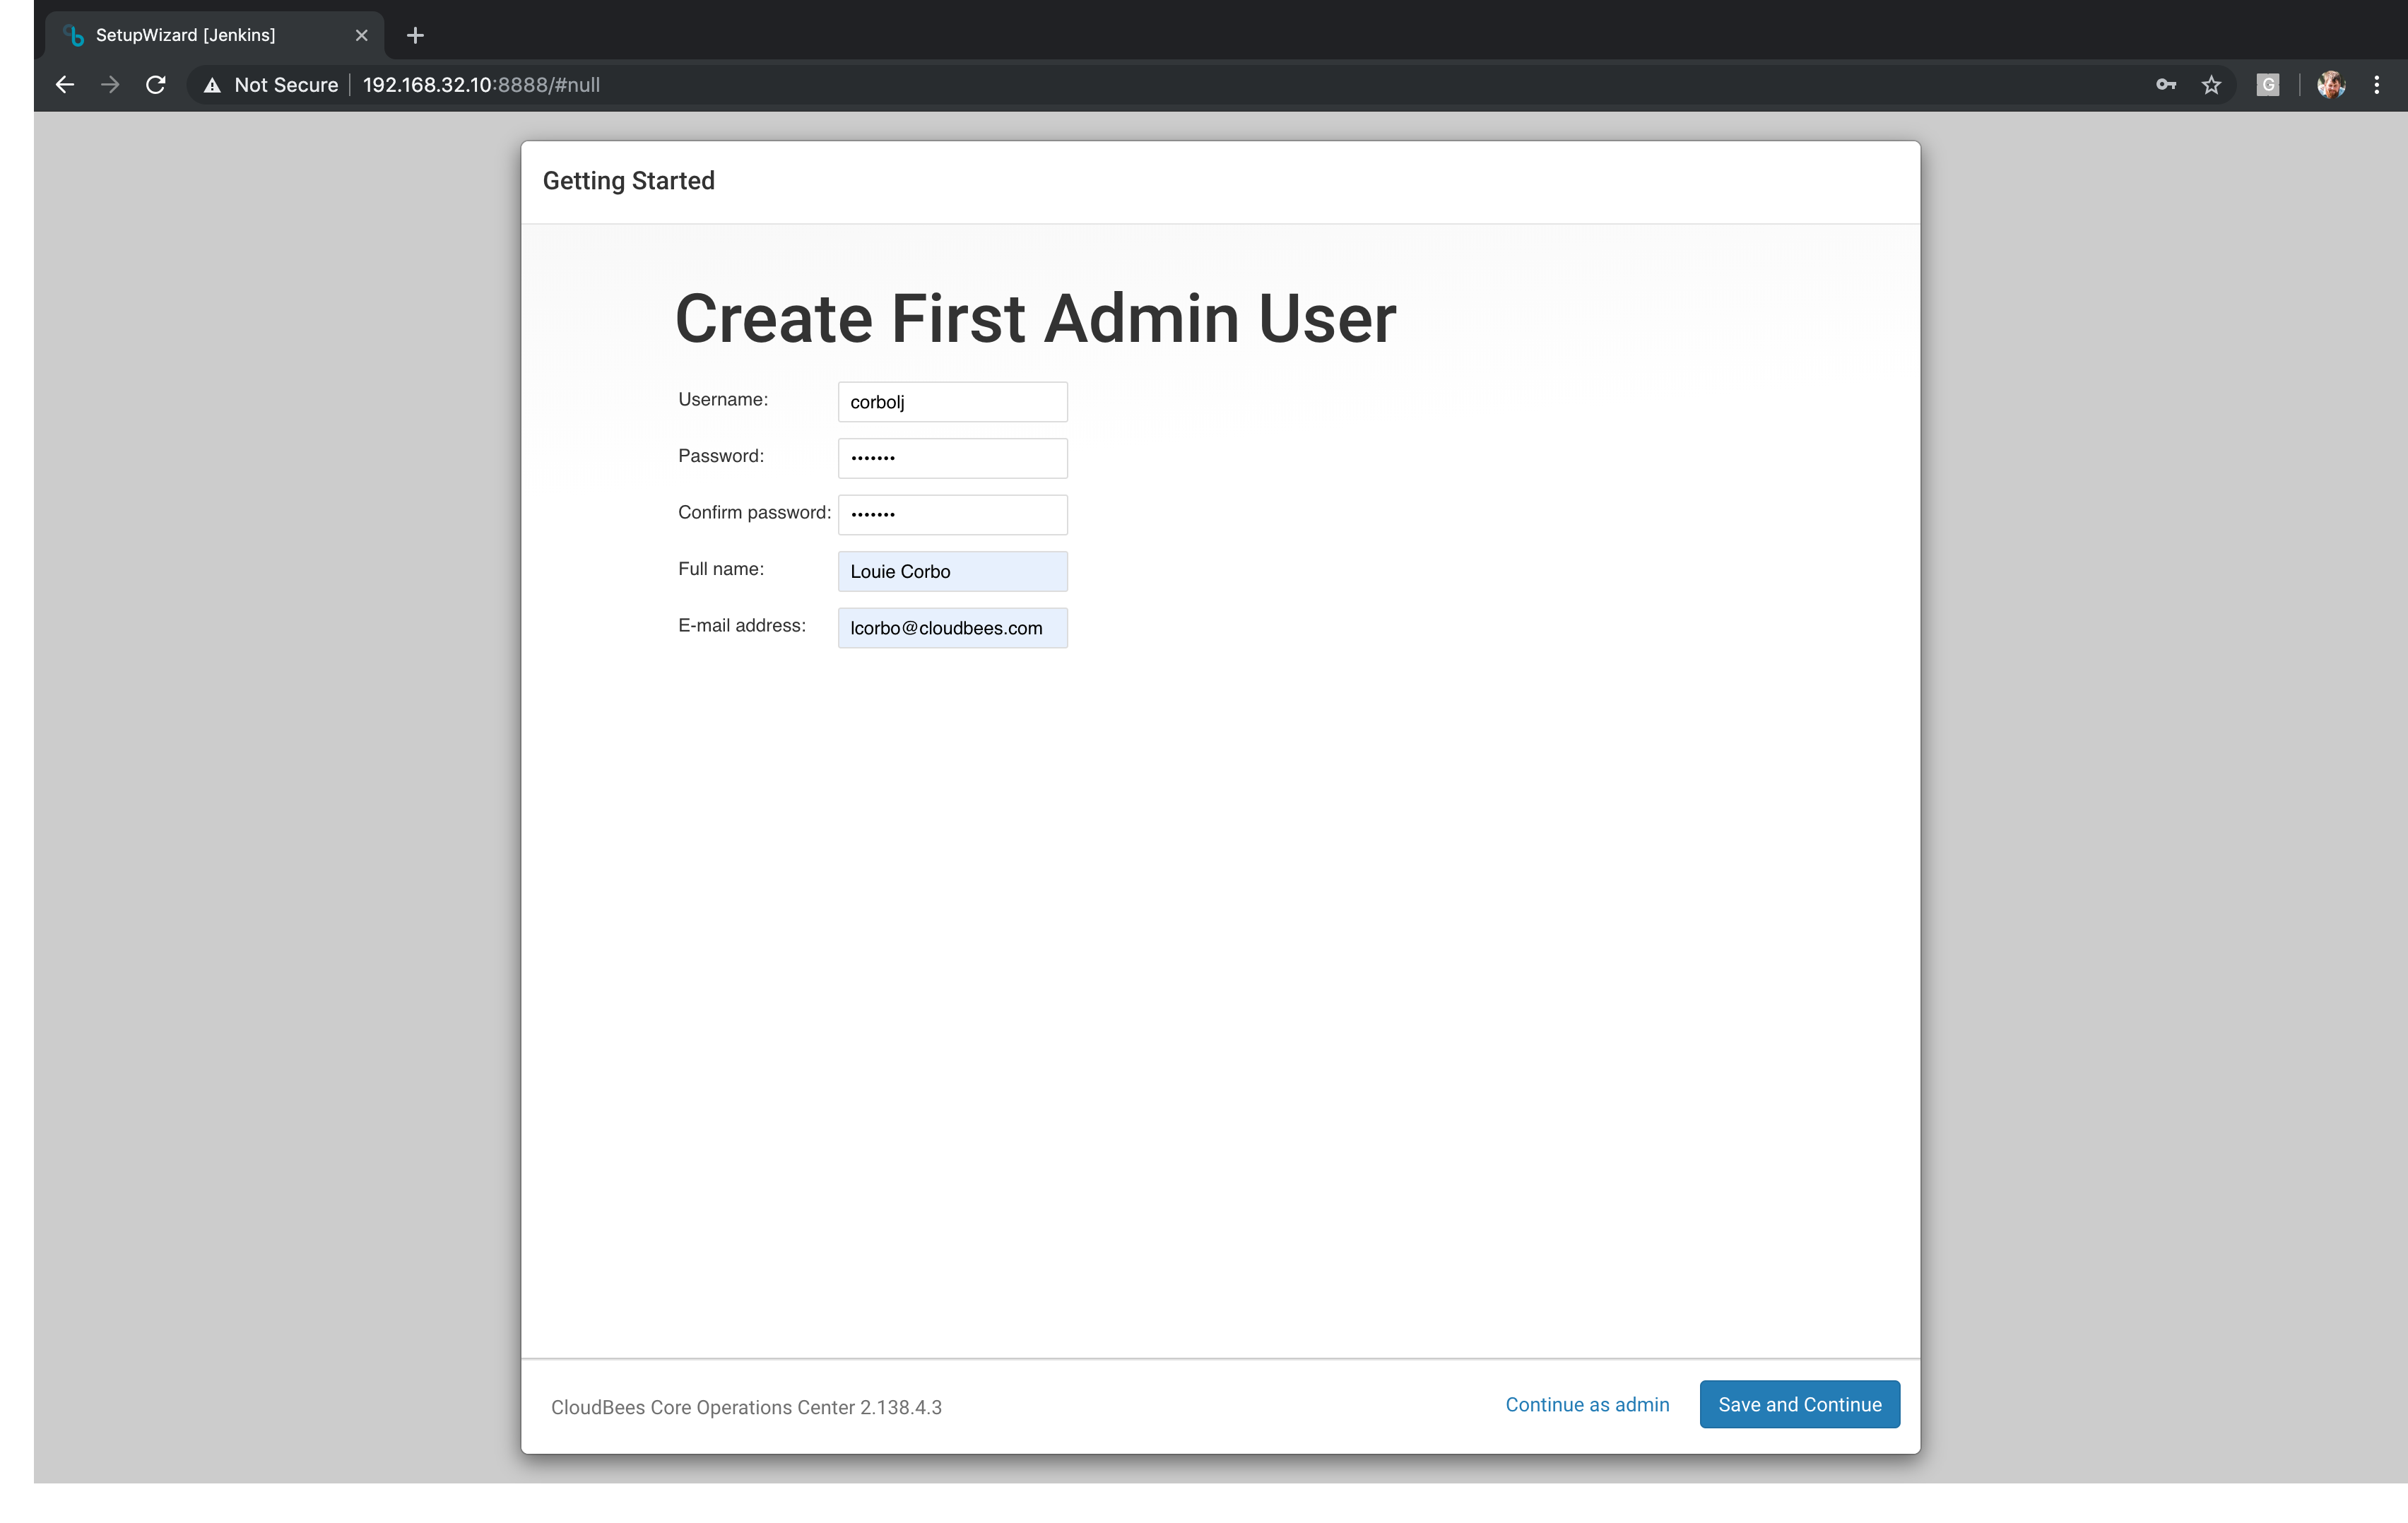 SetupWizard [Jenkins]
Not Secure 192.168.32.10:8888/#null
G
Getting Started
Create First Admin User
Username: corbolj
Password: •••••••
Confirm password: •••••••
Full name: Louie Corbo
E-mail address: lcorbo@cloudbees.com
CloudBees Core Operations Center 2.138.4.3
Continue as admin
Save and Continue